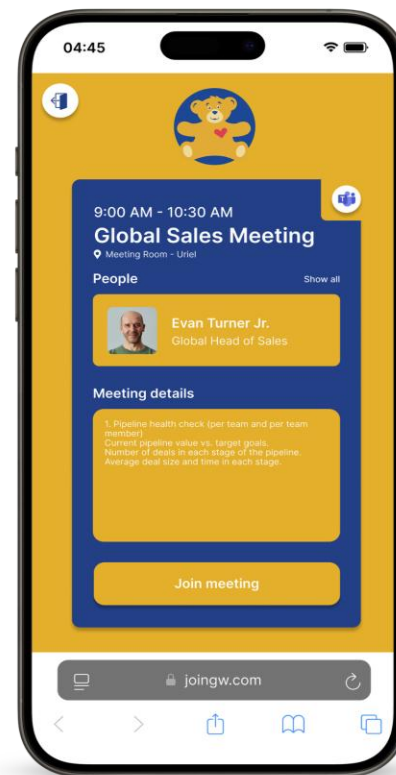 04:45
9:00 AM - 10:30 AM
Global Sales Meeting
Meeting Room - Uriel
People
Show all
Evan Turner Jr.
Global Head of Sales
Meeting details
1. Pipeline health check (per team and per team
member)
Current pipeline value vs. target goals.
Number of deals in each stage of the pipeline.
Average deal size and time in each stage.
Join meeting
joingw.com